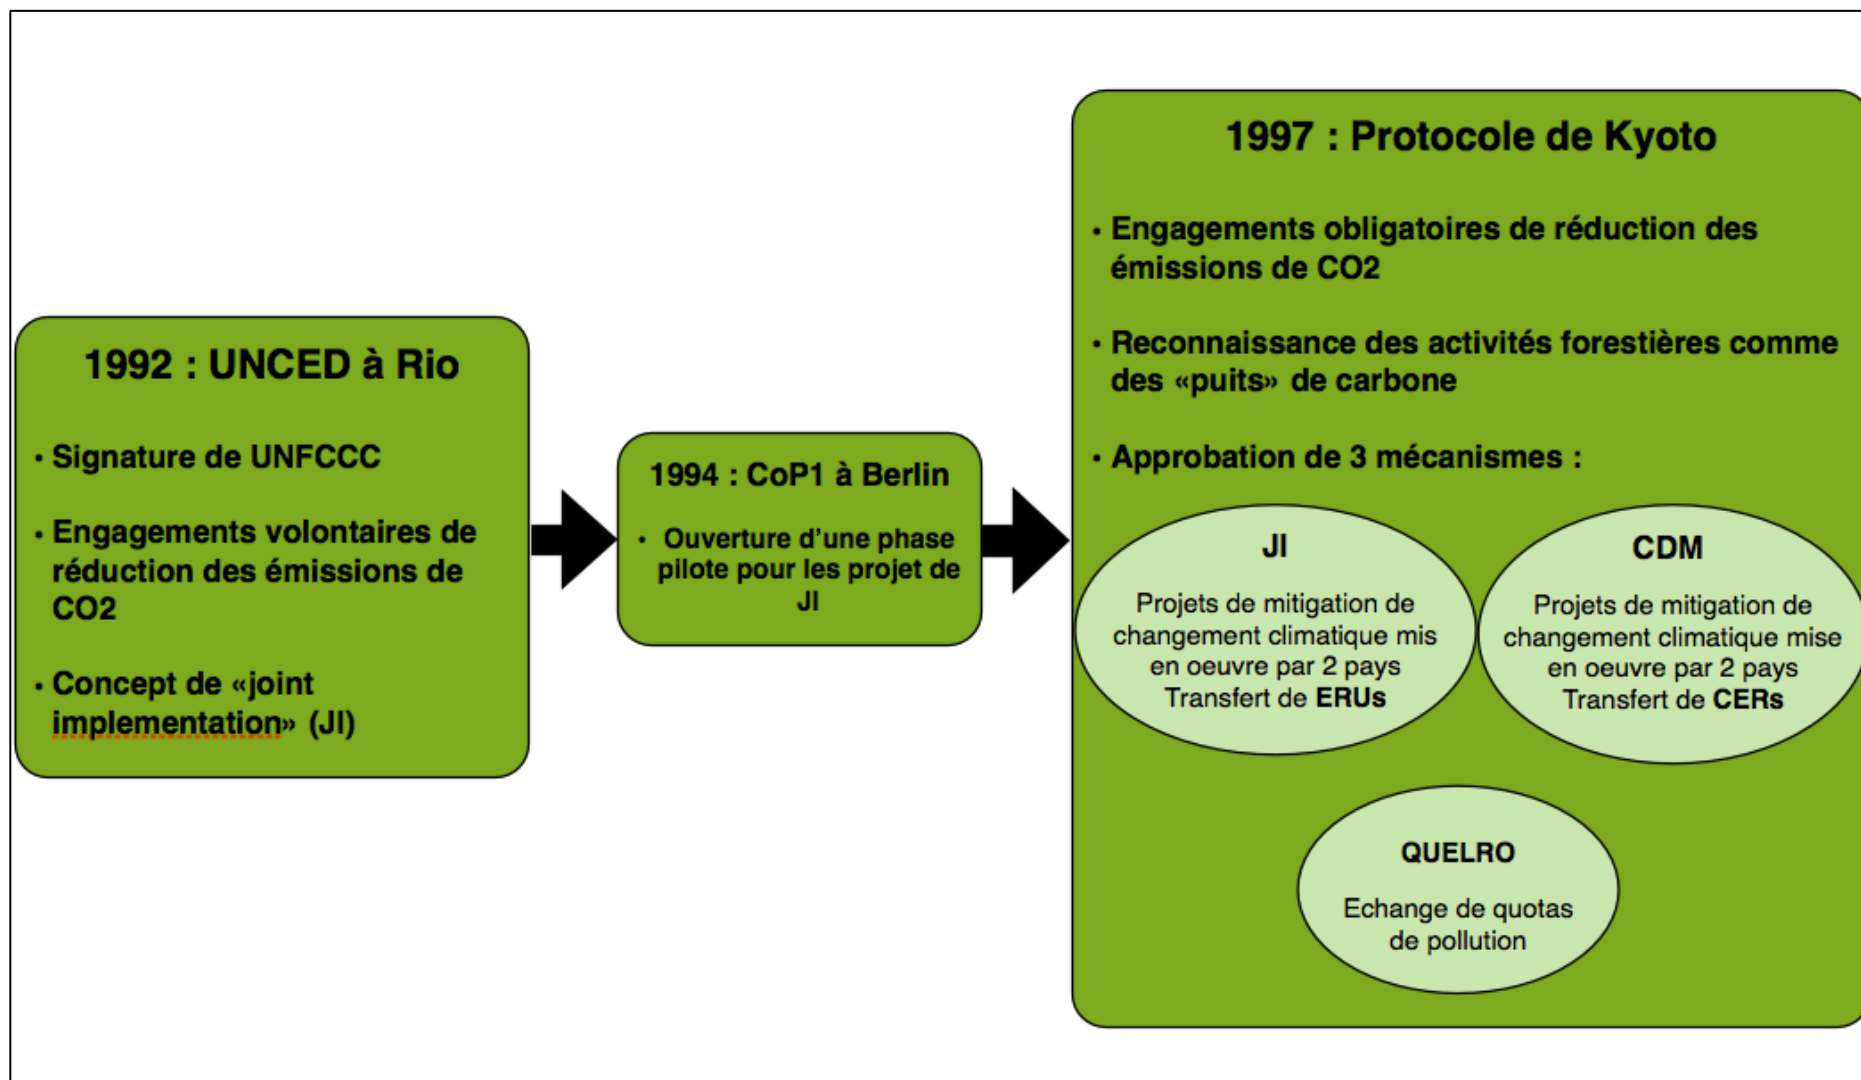 1992 : UNCED à Rio
• Signature de UNFCCC
• Engagements volontaires de
réduction des émissions de
CO2
• Concept de «joint
implementation» (JI)
1994 : CoP1 à Berlin
• Ouverture d'une phase
pilote pour les projet de
JI
1997 : Protocole de Kyoto
• Engagements obligatoires de réduction des
émissions de CO2
• Reconnaissance des activités forestières comme
des «puits» de carbone
• Approbation de 3 mécanismes :
JI
Projets de mitigation de
changement climatique mis
en oeuvre par 2 pays
Transfert de ERUs
CDM
Projets de mitigation de
changement climatique mise
en oeuvre par 2 pays
Transfert de CERs
QUELRO
Echange de quotas
de pollution